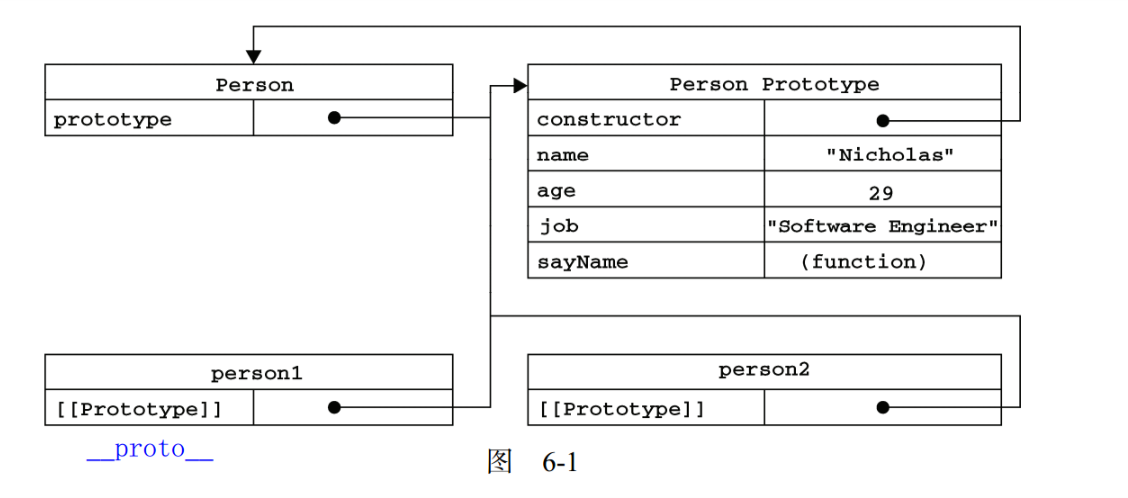 Person
prototype
Person Prototype
constructor
name "Nicholas"
age 29
job "Software Engineer"
sayName (function)
person1
[[Prototype]]
person2
[[Prototype]]
__proto__
图 6-1